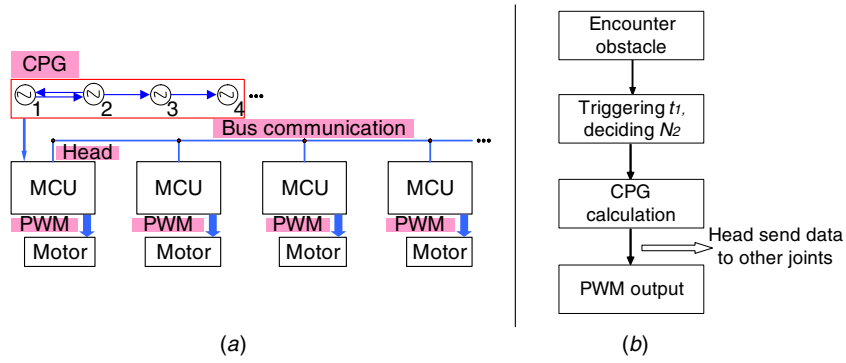 CPG
1 2 3 4 ...
Bus communication ...
Head
MCU MCU MCU MCU
PWM PWM PWM PWM
Motor Motor Motor Motor
(a)
Encounter
obstacle
Triggering t1,
deciding N2
CPG
calculation
Head send data
to other joints
PWM output
(b)